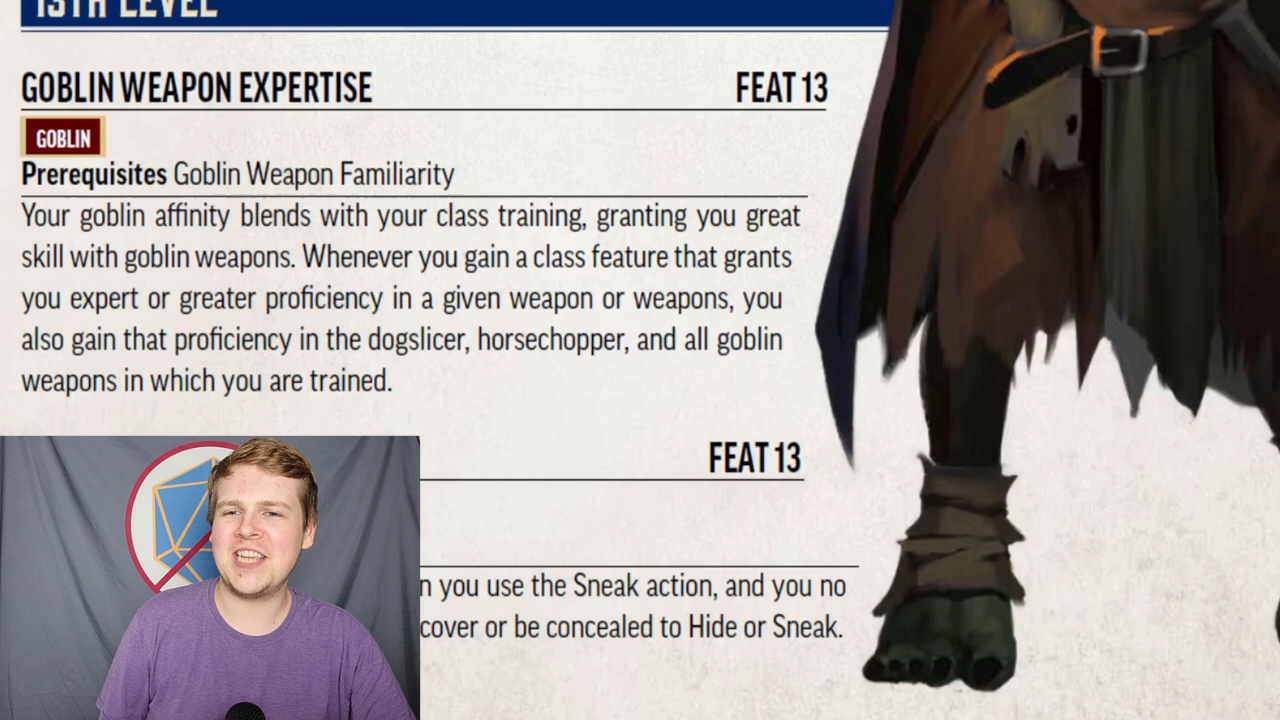 13TH LEVEL
GOBLIN WEAPON EXPERTISE FEAT 13
GOBLIN
Prerequisites Goblin Weapon Familiarity
Your goblin affinity blends with your class training, granting you great
skill with goblin weapons. Whenever you gain a class feature that grants
you expert or greater proficiency in a given weapon or weapons, you
also gain that proficiency in the dogslicer, horsechopper, and all goblin
weapons in which you are trained.
FEAT 13
you use the Sneak action, and you no
cover or be concealed to Hide or Sneak.